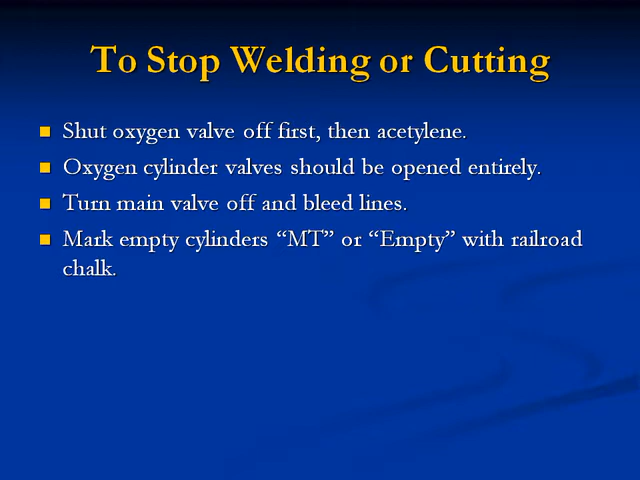 To Stop Welding or Cutting
Shut oxygen valve off first, then acetylene.
Oxygen cylinder valves should be opened entirely.
Turn main valve off and bleed lines.
Mark empty cylinders “MT” or “Empty” with railroad
chalk.